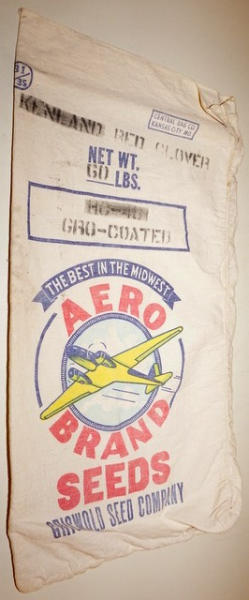 CENTRAL BAG CO
KANSAS CITY MO.
KENLAND RED CLOVER
NET WT.
60 LBS.
GRO-COATED
THE BEST IN THE MIDWEST
AERO
BRAND
SEEDS
GRISWOLD SEED COMPANY